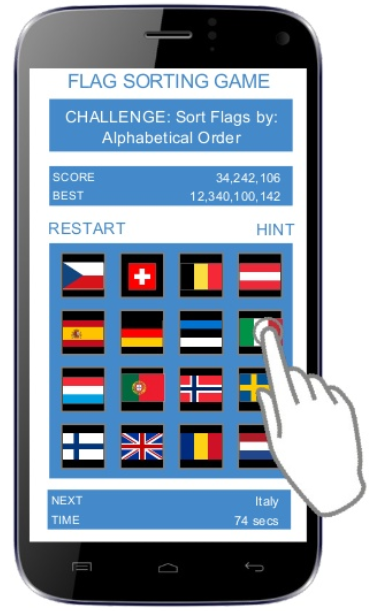 FLAG SORTING GAME
CHALLENGE: Sort Flags by:
Alphabetical Order
SCORE 34,242,106
BEST 12,340,100,142
RESTART HINT
NEXT Italy
TIME 74 secs